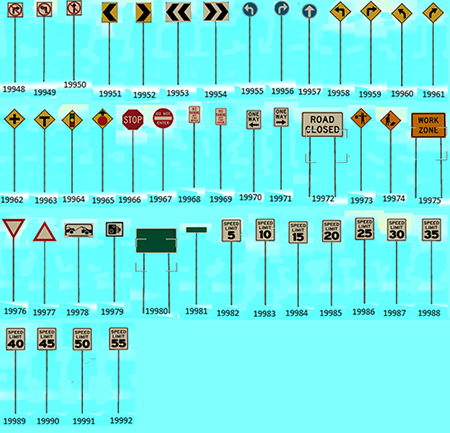 19948 19949 19950 19951 19952 19953 19954 19955 19956 19957 19958 19959 19960 19961
STOP DO NOT ENTER ONE WAY ONE WAY ROAD CLOSED WORK ZONE
19962 19963 19964 19965 19966 19967 19968 19969 19970 19971 19972 19973 19974 19975
SPEED LIMIT 5 SPEED LIMIT 10 SPEED LIMIT 15 SPEED LIMIT 20 SPEED LIMIT 25 SPEED LIMIT 30 SPEED LIMIT 35
19976 19977 19978 19979 19980 19981 19982 19983 19984 19985 19986 19987 19988
SPEED LIMIT 40 SPEED LIMIT 45 SPEED LIMIT 50 SPEED LIMIT 55
19989 19990 19991 19992